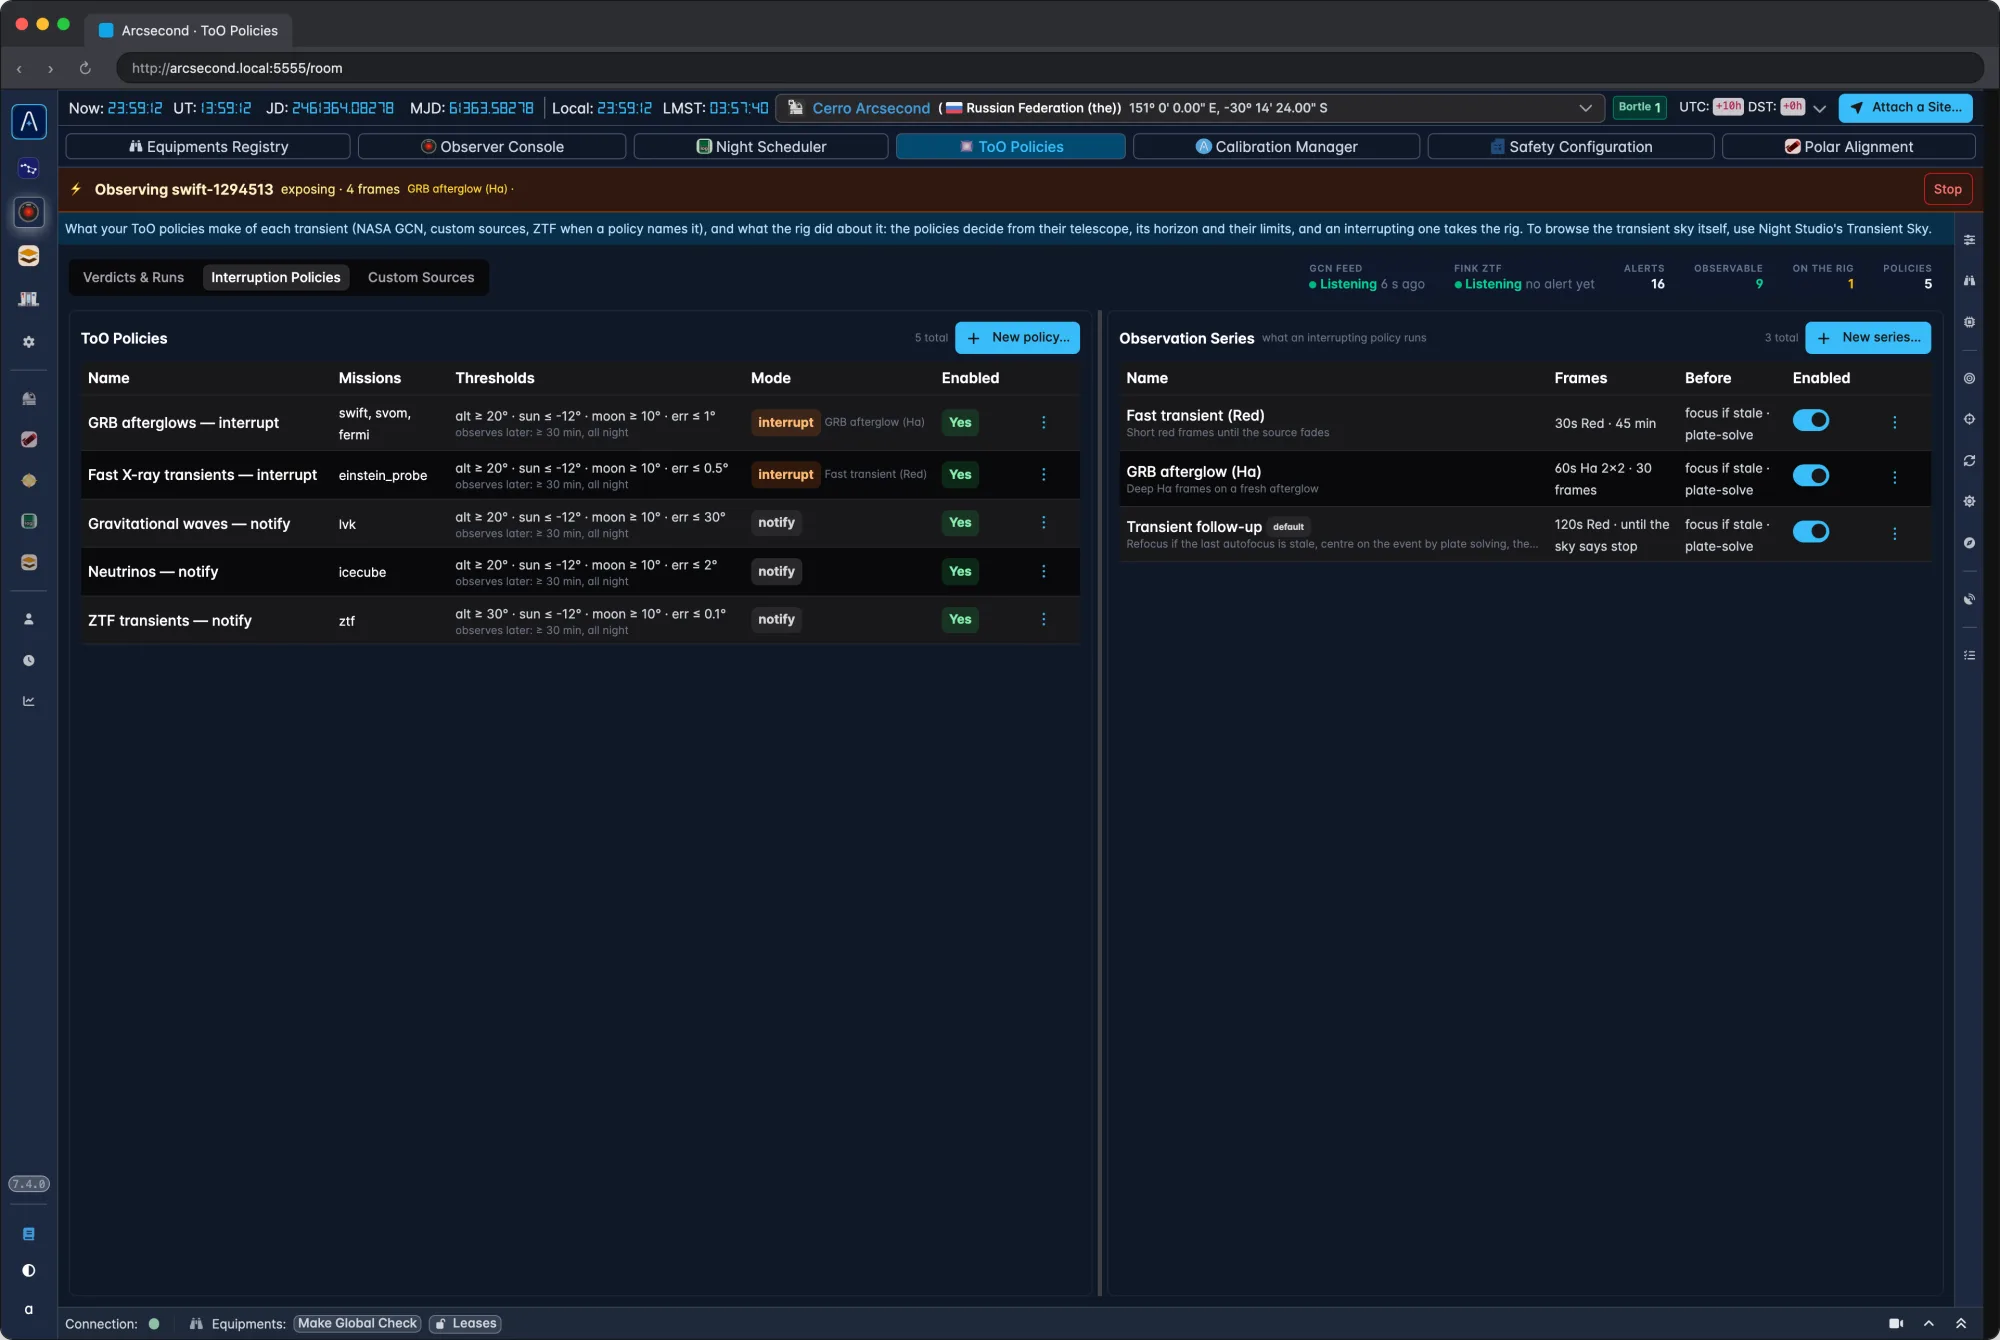 Arcsecond · ToO Policies
http://arcsecond.local:5555/room
Now: 23:59:12 UT: 13:59:12 JD: 2461364.08278 MJD: 61363.58278 Local: 23:59:12 LMST: 03:57:40 Cerro Arcsecond ( Russian Federation (the)) 151º 0' 0.00" E, -30° 14' 24.00" S Bortle 1 UTC: +10h DST: +0h Attach a Site...
Equipments Registry Observer Console Night Scheduler ToO Policies Calibration Manager Safety Configuration Polar Alignment
Observing swift-1294513 exposing · 4 frames GRB afterglow (Ha) · Stop
What your ToO policies make of each transient (NASA GCN, custom sources, ZTF when a policy names it), and what the rig did about it: the policies decide from their telescope, its horizon and their limits, and an interrupting one takes the rig. To browse the transient sky itself, use Night Studio's Transient Sky.
Verdicts & Runs Interruption Policies Custom Sources
GCN FEED FINK ZTF ALERTS OBSERVABLE ON THE RIG POLICIES
Listening 6 s ago Listening no alert yet 16 9 1 5
ToO Policies 5 total + New policy...
Name Missions Thresholds Mode Enabled
GRB afterglows — interrupt swift, svom, fermi alt ≥ 20° · sun ≤ -12° · moon ≥ 10° · err ≤ 1° interrupt GRB afterglow (Ha) Yes
observes later: ≥ 30 min, all night
Fast X-ray transients — interrupt einstein_probe alt ≥ 20° · sun ≤ -12° · moon ≥ 10° · err ≤ 0.5° interrupt Fast transient (Red) Yes
observes later: ≥ 30 min, all night
Gravitational waves — notify lvk alt ≥ 20° · sun ≤ -12° · moon ≥ 10° · err ≤ 30° notify Yes
observes later: ≥ 30 min, all night
Neutrinos — notify icecube alt ≥ 20° · sun ≤ -12° · moon ≥ 10° · err ≤ 2° notify Yes
observes later: ≥ 30 min, all night
ZTF transients — notify ztf alt ≥ 30° · sun ≤ -12° · moon ≥ 10° · err ≤ 0.1° notify Yes
observes later: ≥ 30 min, all night
Observation Series what an interrupting policy runs 3 total + New series...
Name Frames Before Enabled
Fast transient (Red) 30s Red · 45 min focus if stale · plate-solve
Short red frames until the source fades
GRB afterglow (Ha) 60s Ha 2×2 · 30 frames focus if stale · plate-solve
Deep Ha frames on a fresh afterglow
Transient follow-up default 120s Red · until the sky says stop focus if stale · plate-solve
Refocus if the last autofocus is stale, centre on the event by plate solving, the...
7.4.0
a
Connection: Equipments: Make Global Check Leases